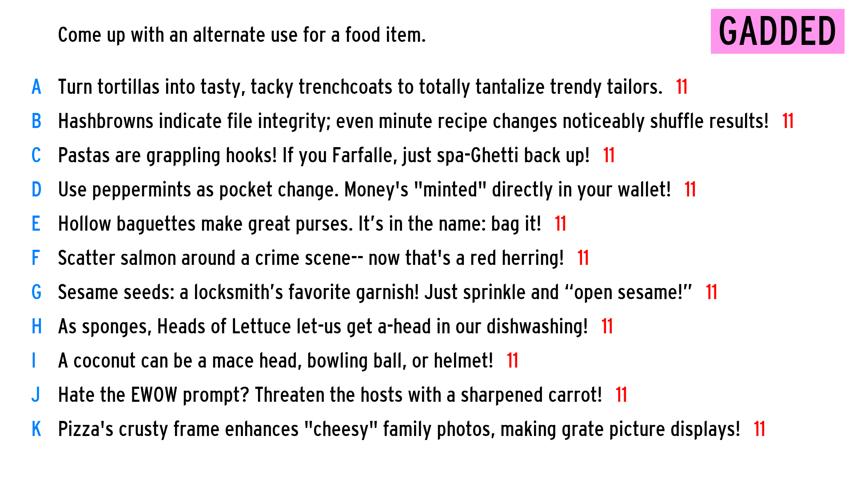 Come up with an alternate use for a food item.
GADDED
A Turn tortillas into tasty, tacky trenchcoats to totally tantalize trendy tailors. 11
B Hashbrowns indicate file integrity; even minute recipe changes noticeably shuffle results! 11
C Pastas are grappling hooks! If you Farfalle, just spa-Ghetti back up! 11
D Use peppermints as pocket change. Money's "minted" directly in your wallet! 11
E Hollow baguettes make great purses. It’s in the name: bag it! 11
F Scatter salmon around a crime scene-- now that's a red herring! 11
G Sesame seeds: a locksmith’s favorite garnish! Just sprinkle and “open sesame!” 11
H As sponges, Heads of Lettuce let-us get a-head in our dishwashing! 11
I A coconut can be a mace head, bowling ball, or helmet! 11
J Hate the EWOW prompt? Threaten the hosts with a sharpened carrot! 11
K Pizza's crusty frame enhances "cheesy" family photos, making grate picture displays! 11